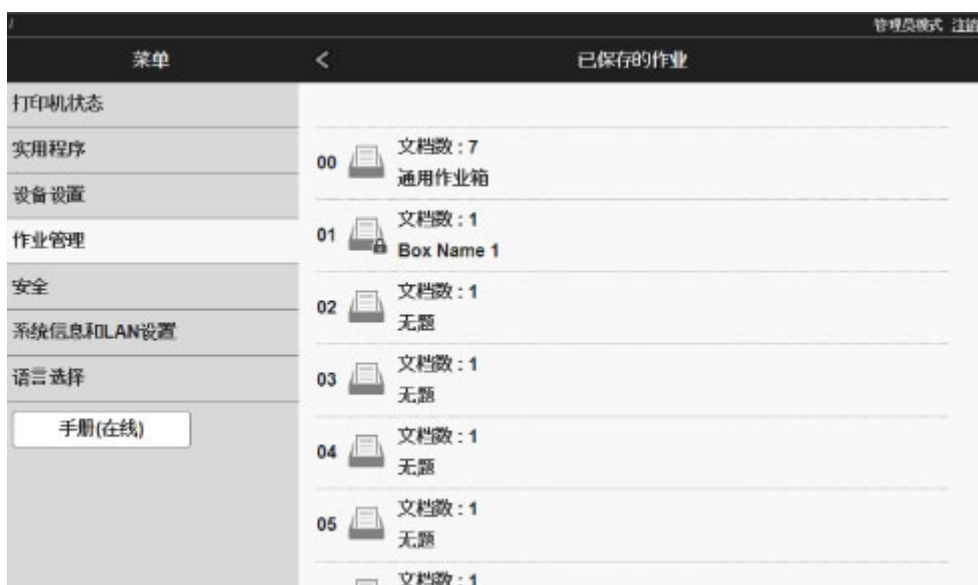 /
管理员模式 注销
菜单
<
已保存的作业
打印机状态
实用程序
设备设置
作业管理
安全
系统信息和LAN设置
语言选择
手册(在线)
00
文档数 : 7
通用作业箱
01
文档数 : 1
Box Name 1
02
文档数 : 1
无题
03
文档数 : 1
无题
04
文档数 : 1
无题
05
文档数 : 1
无题
文档数 : 1